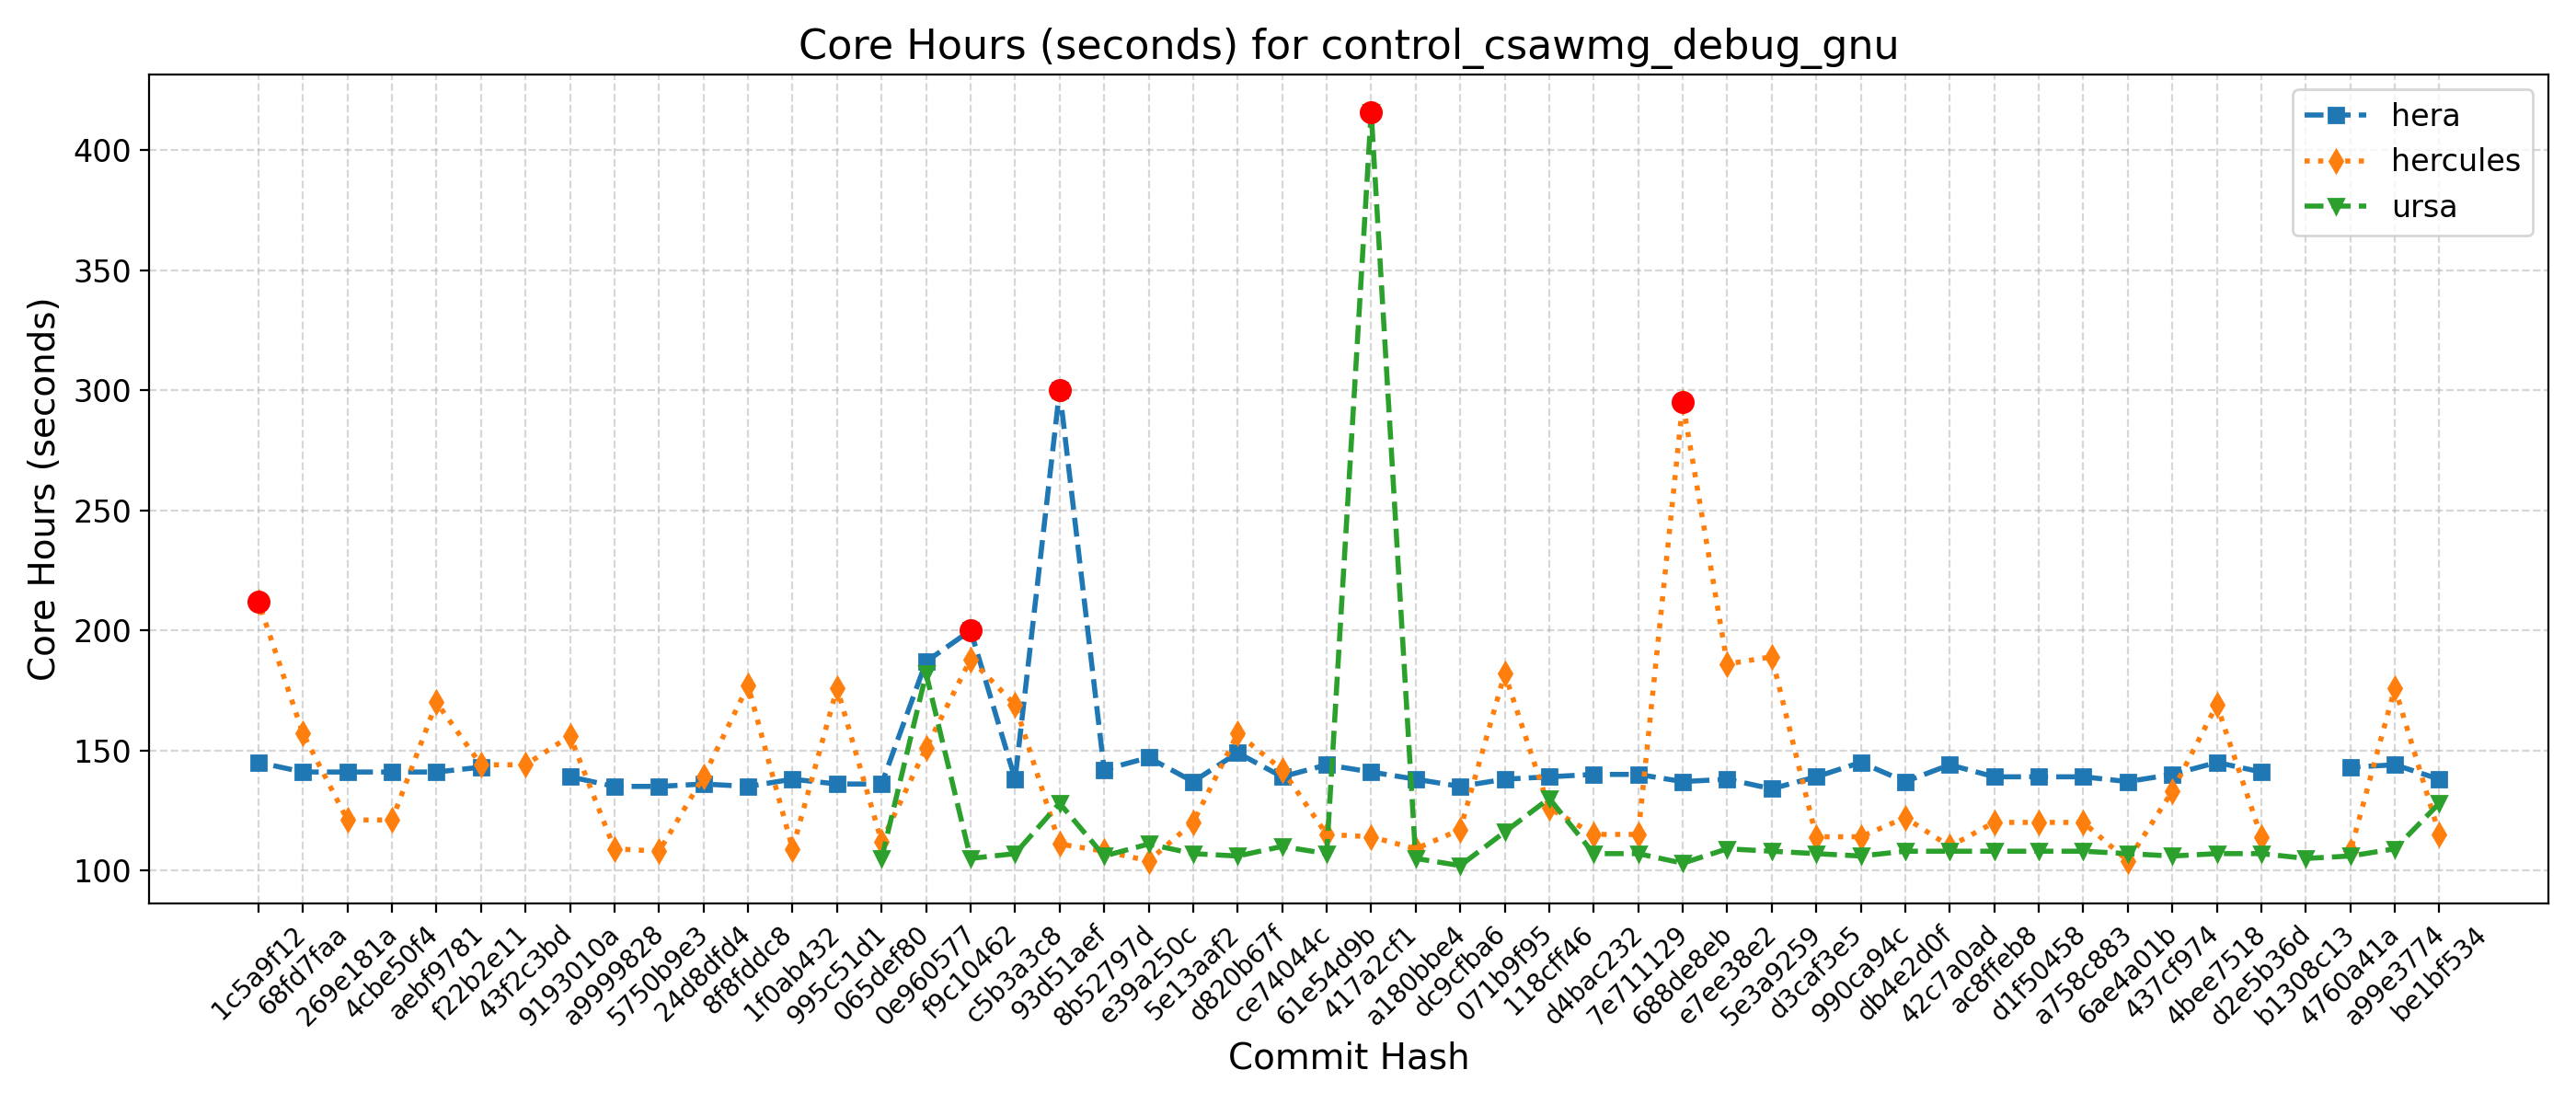 Core Hours (seconds) for control_csawmg_debug_gnu
hera
hercules
ursa
Core Hours (seconds)
400
350
300
250
200
150
100
1c5a9f12
68fd7faa
269e181a
4cbe50f4
aebf9781
f22b2e11
43f2c3bd
9193010a
a9999828
5750b9e3
24d8dfd4
8f8fddc8
1f0ab432
995c51d1
065def80
0e960577
f9c10462
c5b3a3c8
93d51aef
8b52797d
e39a250c
5e13aaf2
d820b67f
ce74044c
61e54d9b
417a2cf1
a180bbe4
dc9cfba6
071b9f95
118cff46
d4bac232
7e711129
688de8eb
e7ee38e2
5e3a9259
d3caf3e5
990ca94c
db4e2d0f
42c7a0ad
ac8ffeb8
d1f50458
a758c883
6ae4a01b
437cf974
4bee7518
d2e5b36d
b1308c13
4760a41a
a99e3774
be1bf534
Commit Hash